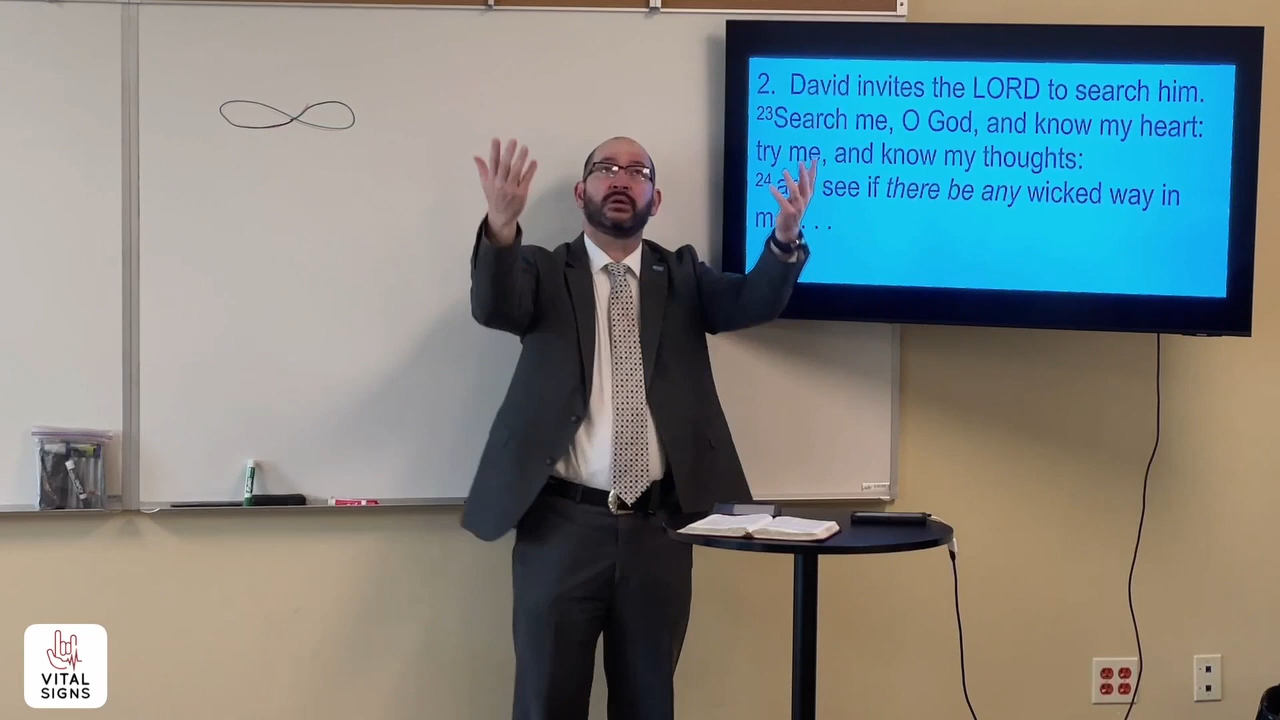 2. David invites the LORD to search him.
23Search me, O God, and know my heart:
try me, and know my thoughts:
24 see if there be any wicked way in
. . .
VITAL
SIGNS